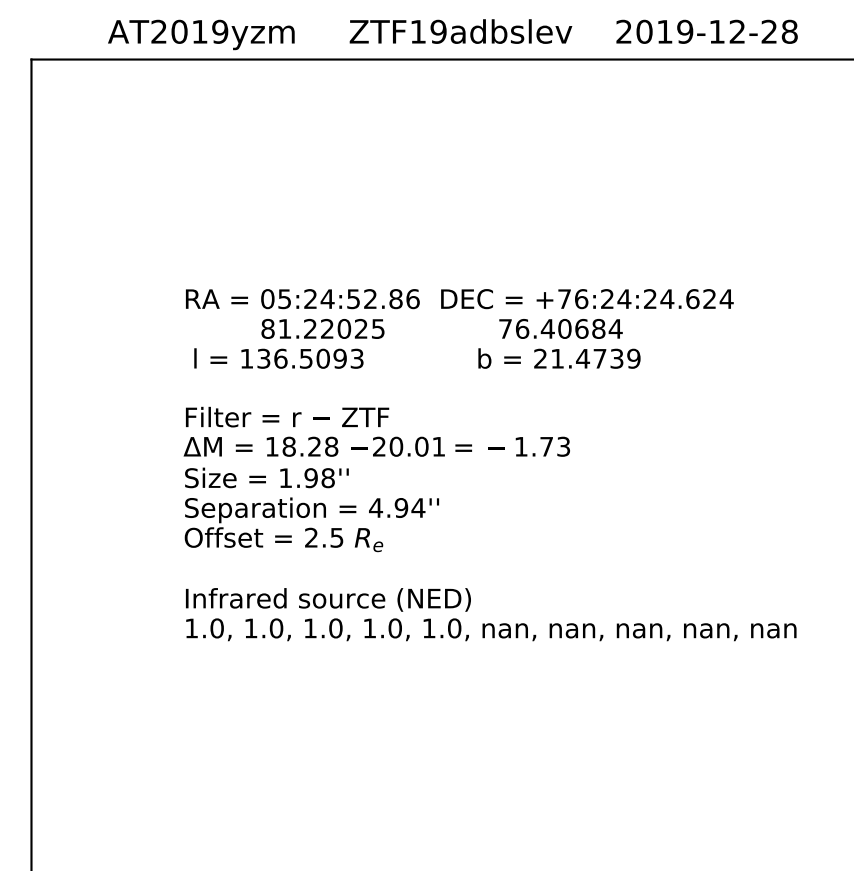 AT2019yzm ZTF19adbslev 2019-12-28
RA = 05:24:52.86 DEC = +76:24:24.624
81.22025 76.40684
l = 136.5093 b = 21.4739
Filter = r − ZTF
ΔM = 18.28 −20.01 = − 1.73
Size = 1.98''
Separation = 4.94''
Offset = 2.5 Re
Infrared source (NED)
1.0, 1.0, 1.0, 1.0, 1.0, nan, nan, nan, nan, nan